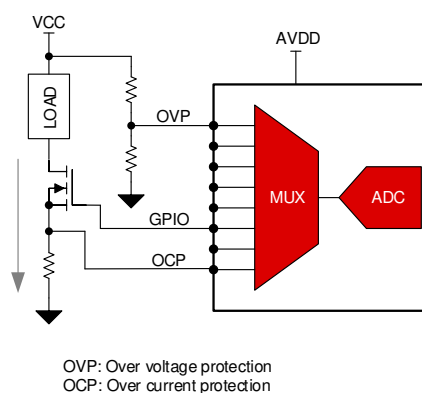 VCC
AVDD
LOAD
OVP
MUX
ADC
GPIO
OCP
OVP: Over voltage protection
OCP: Over current protection